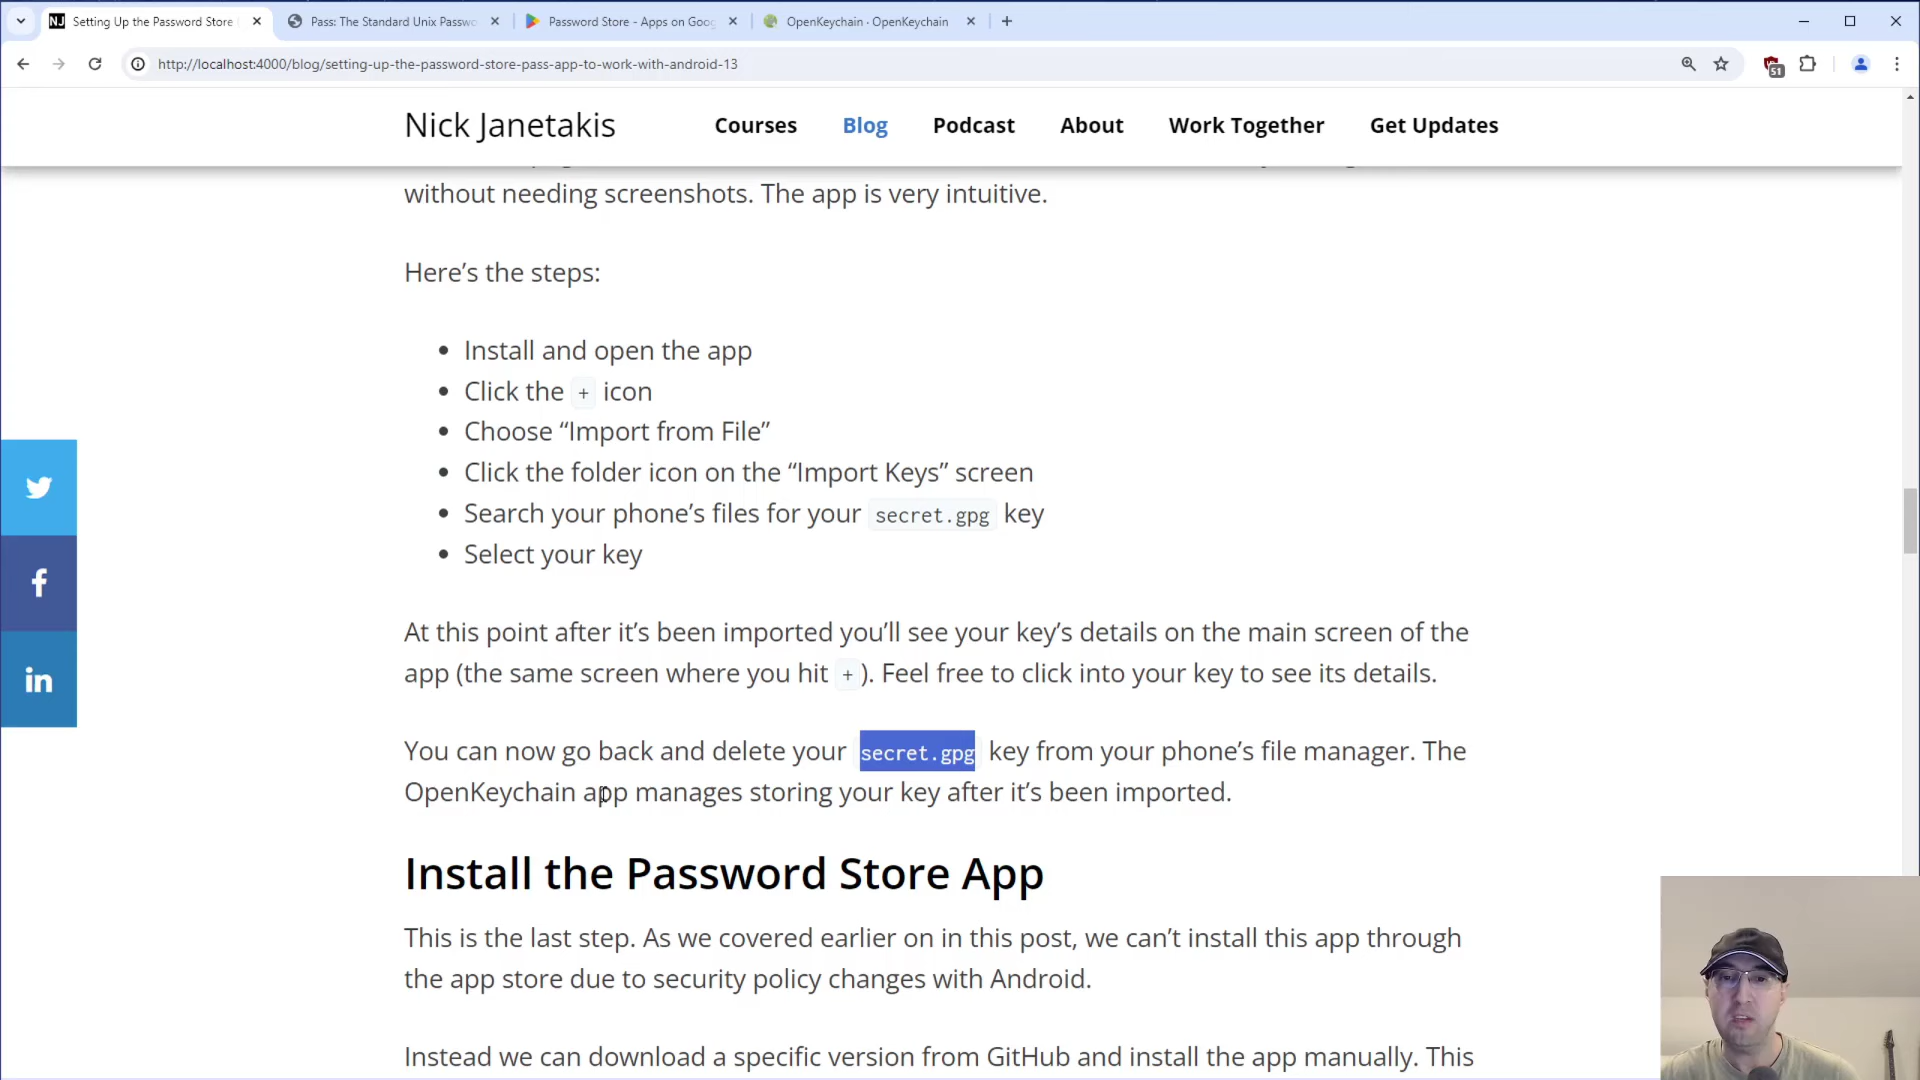 NJ Setting Up the Password Store
Pass: The Standard Unix Passwo
Password Store - Apps on Goog
OpenKeychain · OpenKeychain
http://localhost:4000/blog/setting-up-the-password-store-pass-app-to-work-with-android-13
51
Nick Janetakis
Courses
Blog
Podcast
About
Work Together
Get Updates
without needing screenshots. The app is very intuitive.
Here’s the steps:
• Install and open the app
• Click the + icon
• Choose “Import from File”
• Click the folder icon on the “Import Keys” screen
• Search your phone’s files for your secret.gpg key
• Select your key
At this point after it’s been imported you’ll see your key’s details on the main screen of the
app (the same screen where you hit + ). Feel free to click into your key to see its details.
You can now go back and delete your secret.gpg key from your phone’s file manager. The
OpenKeychain app manages storing your key after it’s been imported.
Install the Password Store App
This is the last step. As we covered earlier on in this post, we can’t install this app through
the app store due to security policy changes with Android.
Instead we can download a specific version from GitHub and install the app manually. This